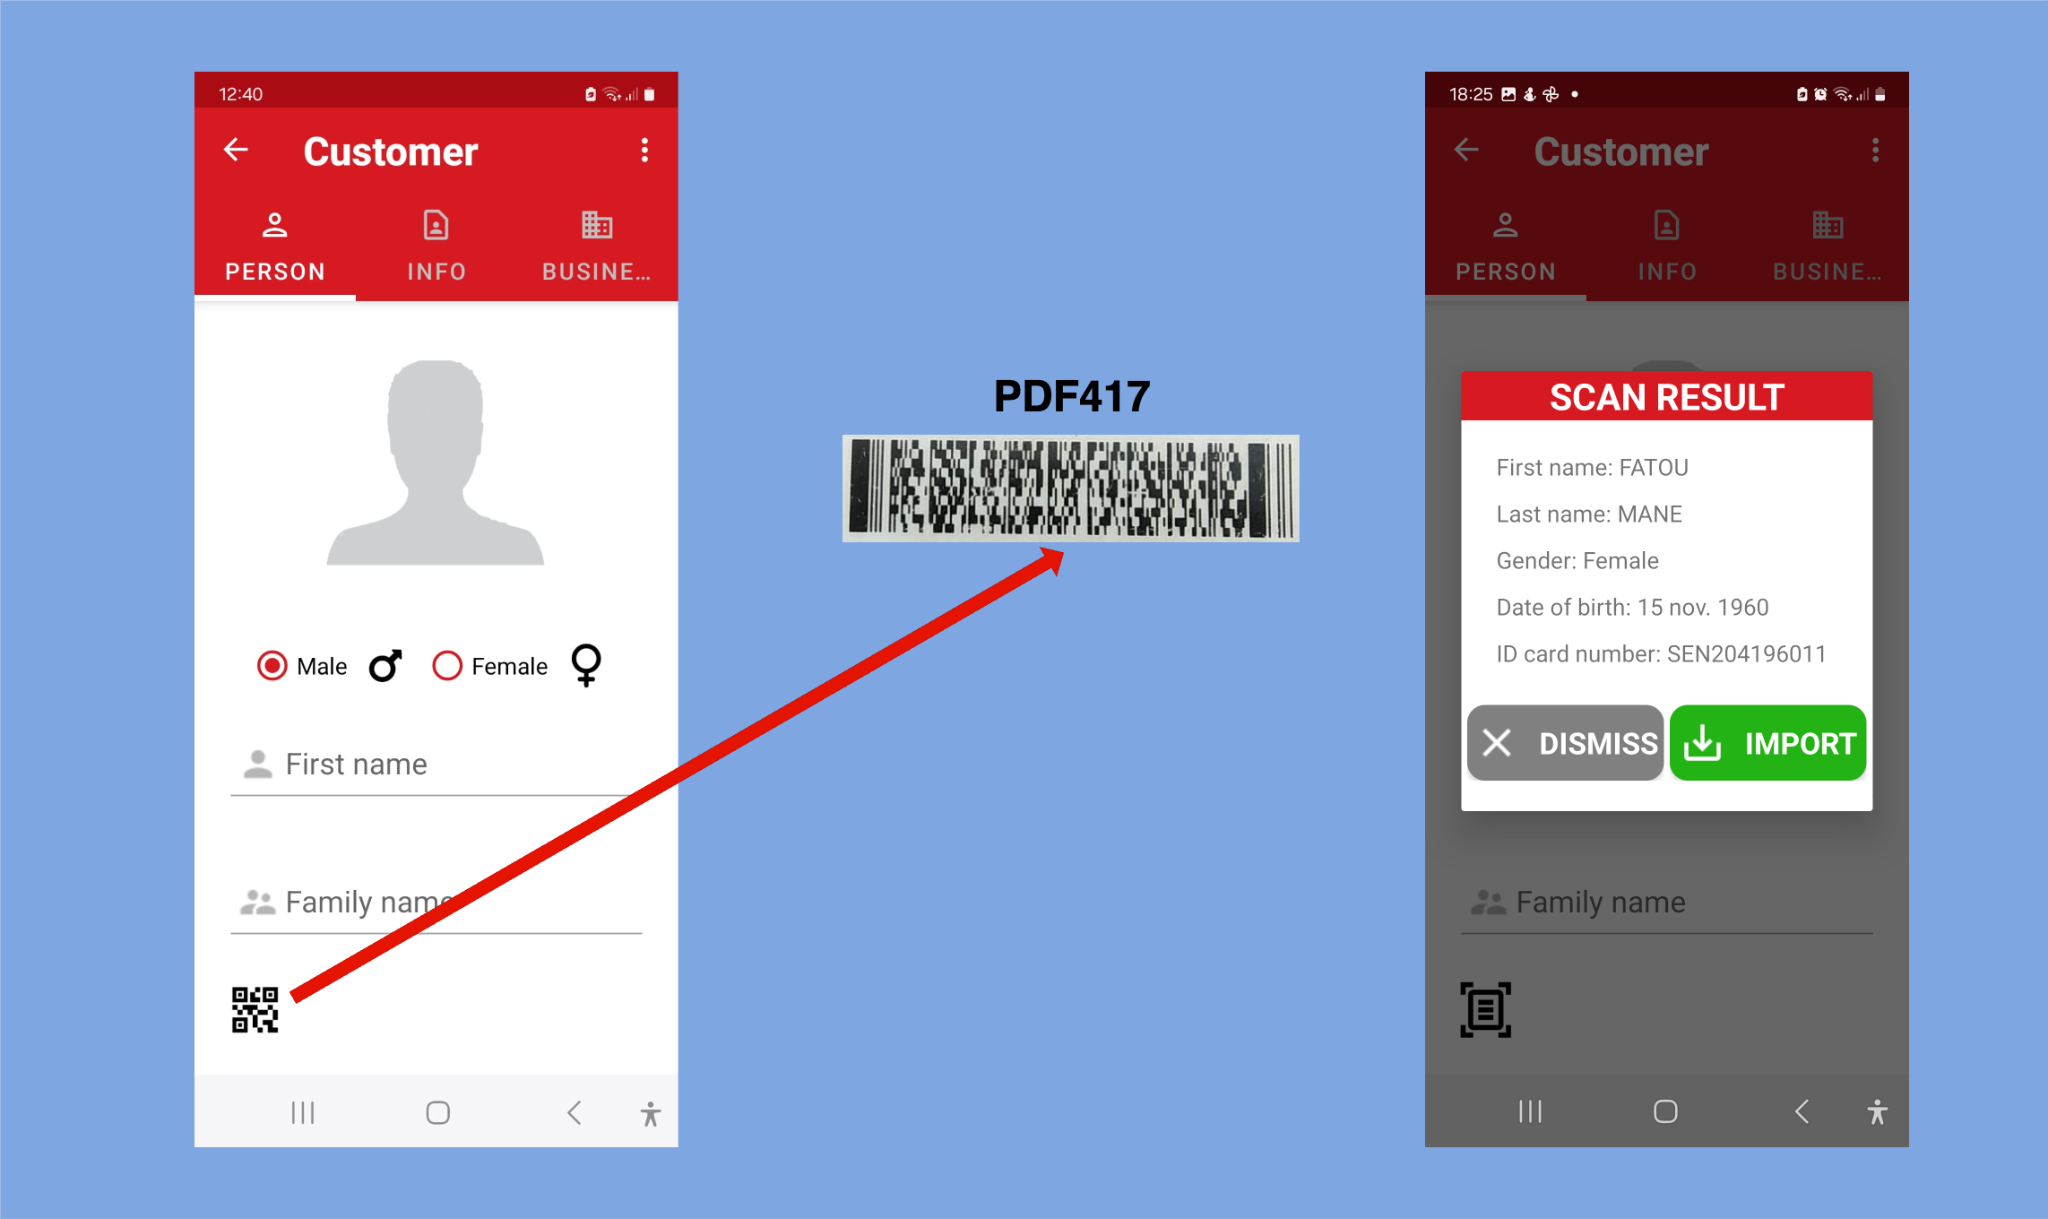 12:40
Customer
PERSON
INFO
BUSINE...
Male
Female
First name
Family name
PDF417
18:25
Customer
PERSON
INFO
BUSINE...
SCAN RESULT
First name: FATOU
Last name: MANE
Gender: Female
Date of birth: 15 nov. 1960
ID card number: SEN204196011
DISMISS
IMPORT
Family name